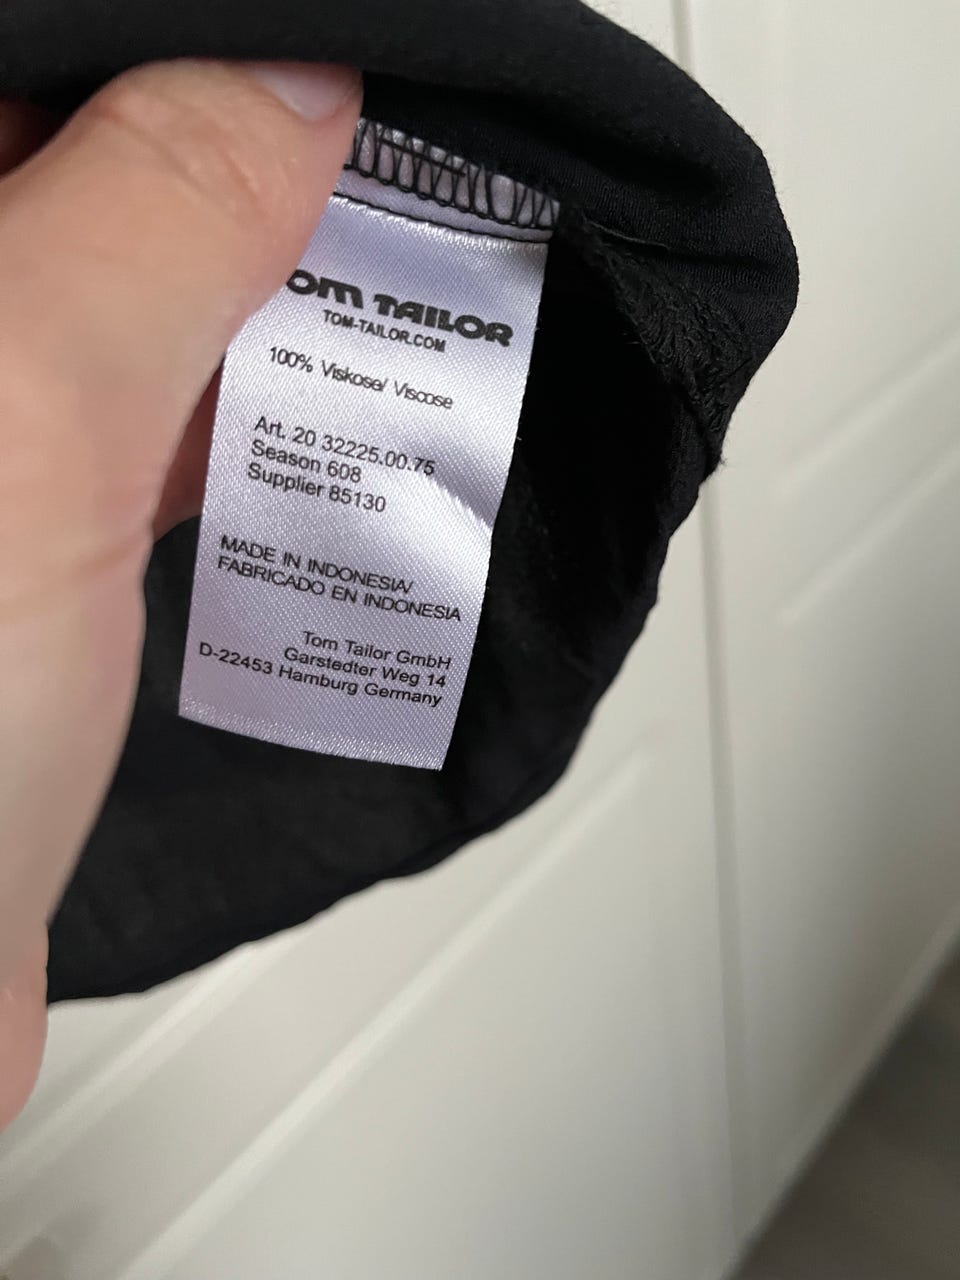 OM TAILOR
TOM-TAILOR.COM
100% Viskose/ Viscose
Art. 20 32225.00.75
Season 608
Supplier 85130
MADE IN INDONESIA/
FABRICADO EN INDONESIA
Tom Tailor GmbH
Garstedter Weg 14
D-22453 Hamburg Germany